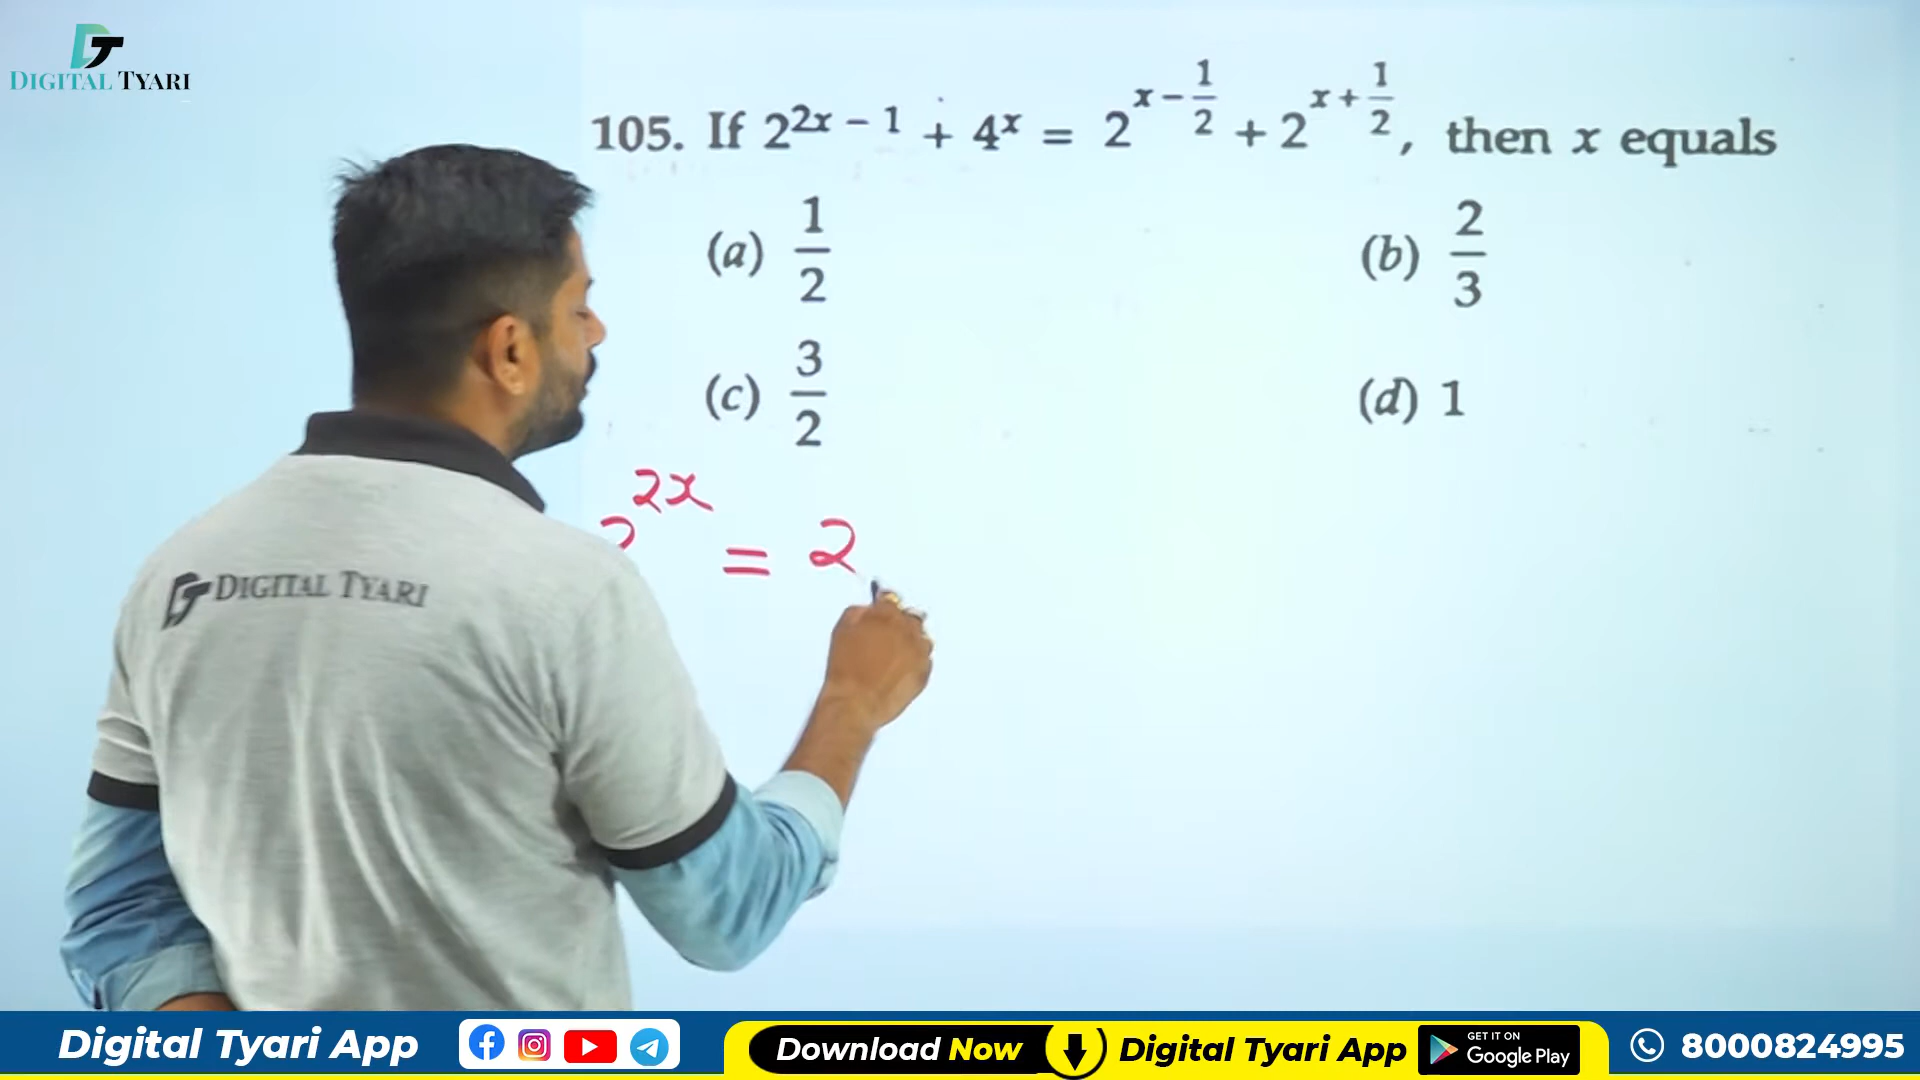 DIGITAL TYARI
105. If 2^{2x – 1} + 4^x = 2^{x – 1/2} + 2^{x + 1/2}, then x equals
(a) 1/2 (b) 2/3
(c) 3/2 (d) 1
2^{2x} = 2
DIGITAL TYARI
Digital Tyari App
Download Now
Digital Tyari App
GET IT ON
Google Play
8000824995